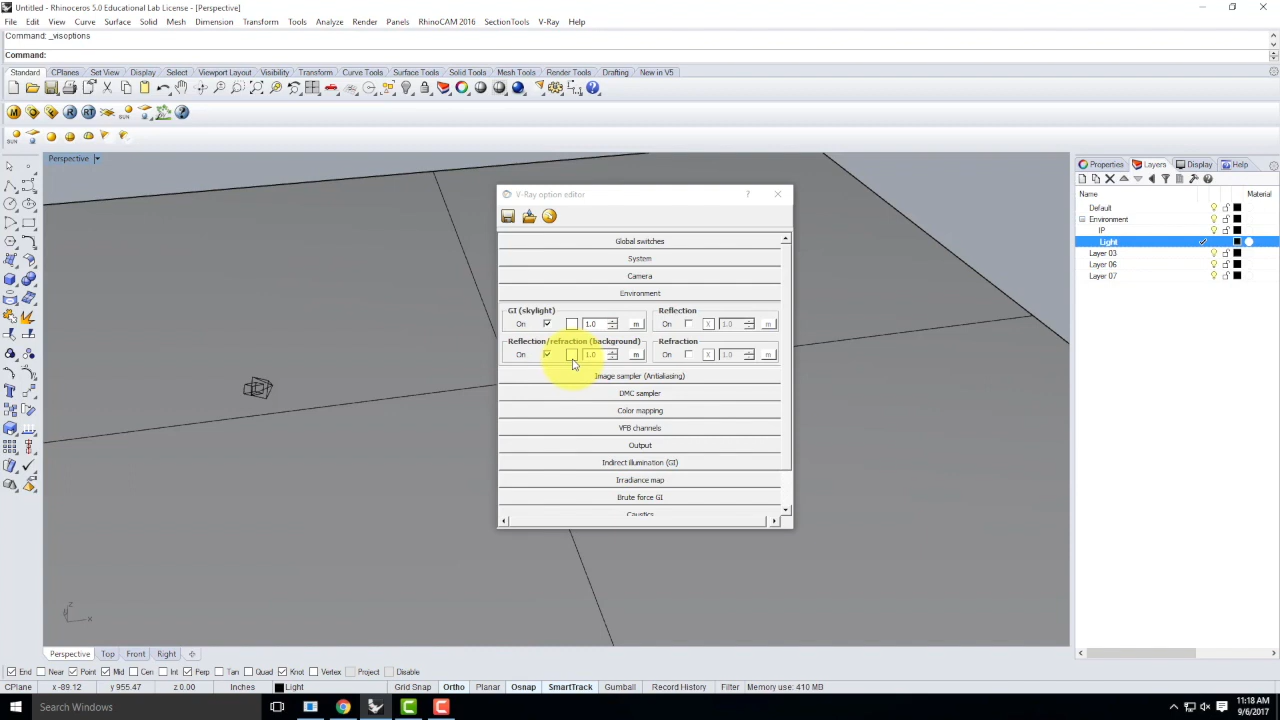 Untitled - Rhinoceros 5.0 Educational Lab License - [Perspective]
File Edit View Curve Surface Solid Mesh Dimension Transform Tools Analyze Render Panels RhinoCAM 2016 SectionTools V-Ray Help
Command: _visoptions
Command:
Standard CPlanes Set View Display Select Viewport Layout Visibility Transform Curve Tools Surface Tools Solid Tools Mesh Tools Render Tools Drafting New in V5
M R RT
SUN
SUN
Perspective
Properties Layers Display Help
Name Material
Default
Environment
IP
Light
Layer 03
Layer 06
Layer 07
V-Ray option editor ?
Global switches
System
Camera
Environment
GI (skylight) Reflection
On 1.0 m On X 1.0 m
Reflection/refraction (background) Refraction
On 1.0 m On X 1.0 m
Image sampler (Antialiasing)
DMC sampler
Color mapping
VFB channels
Output
Indirect illumination (GI)
Irradiance map
Brute force GI
Caustics
z
x
Perspective Top Front Right
End Near Point Mid Cen Int Perp Tan Quad Knot Vertex Project Disable
CPlane x -89.12 y 955.47 z 0.00 Inches Light Grid Snap Ortho Planar Osnap SmartTrack Gumball Record History Filter Memory use: 410 MB
Search Windows
11:18 AM
9/6/2017